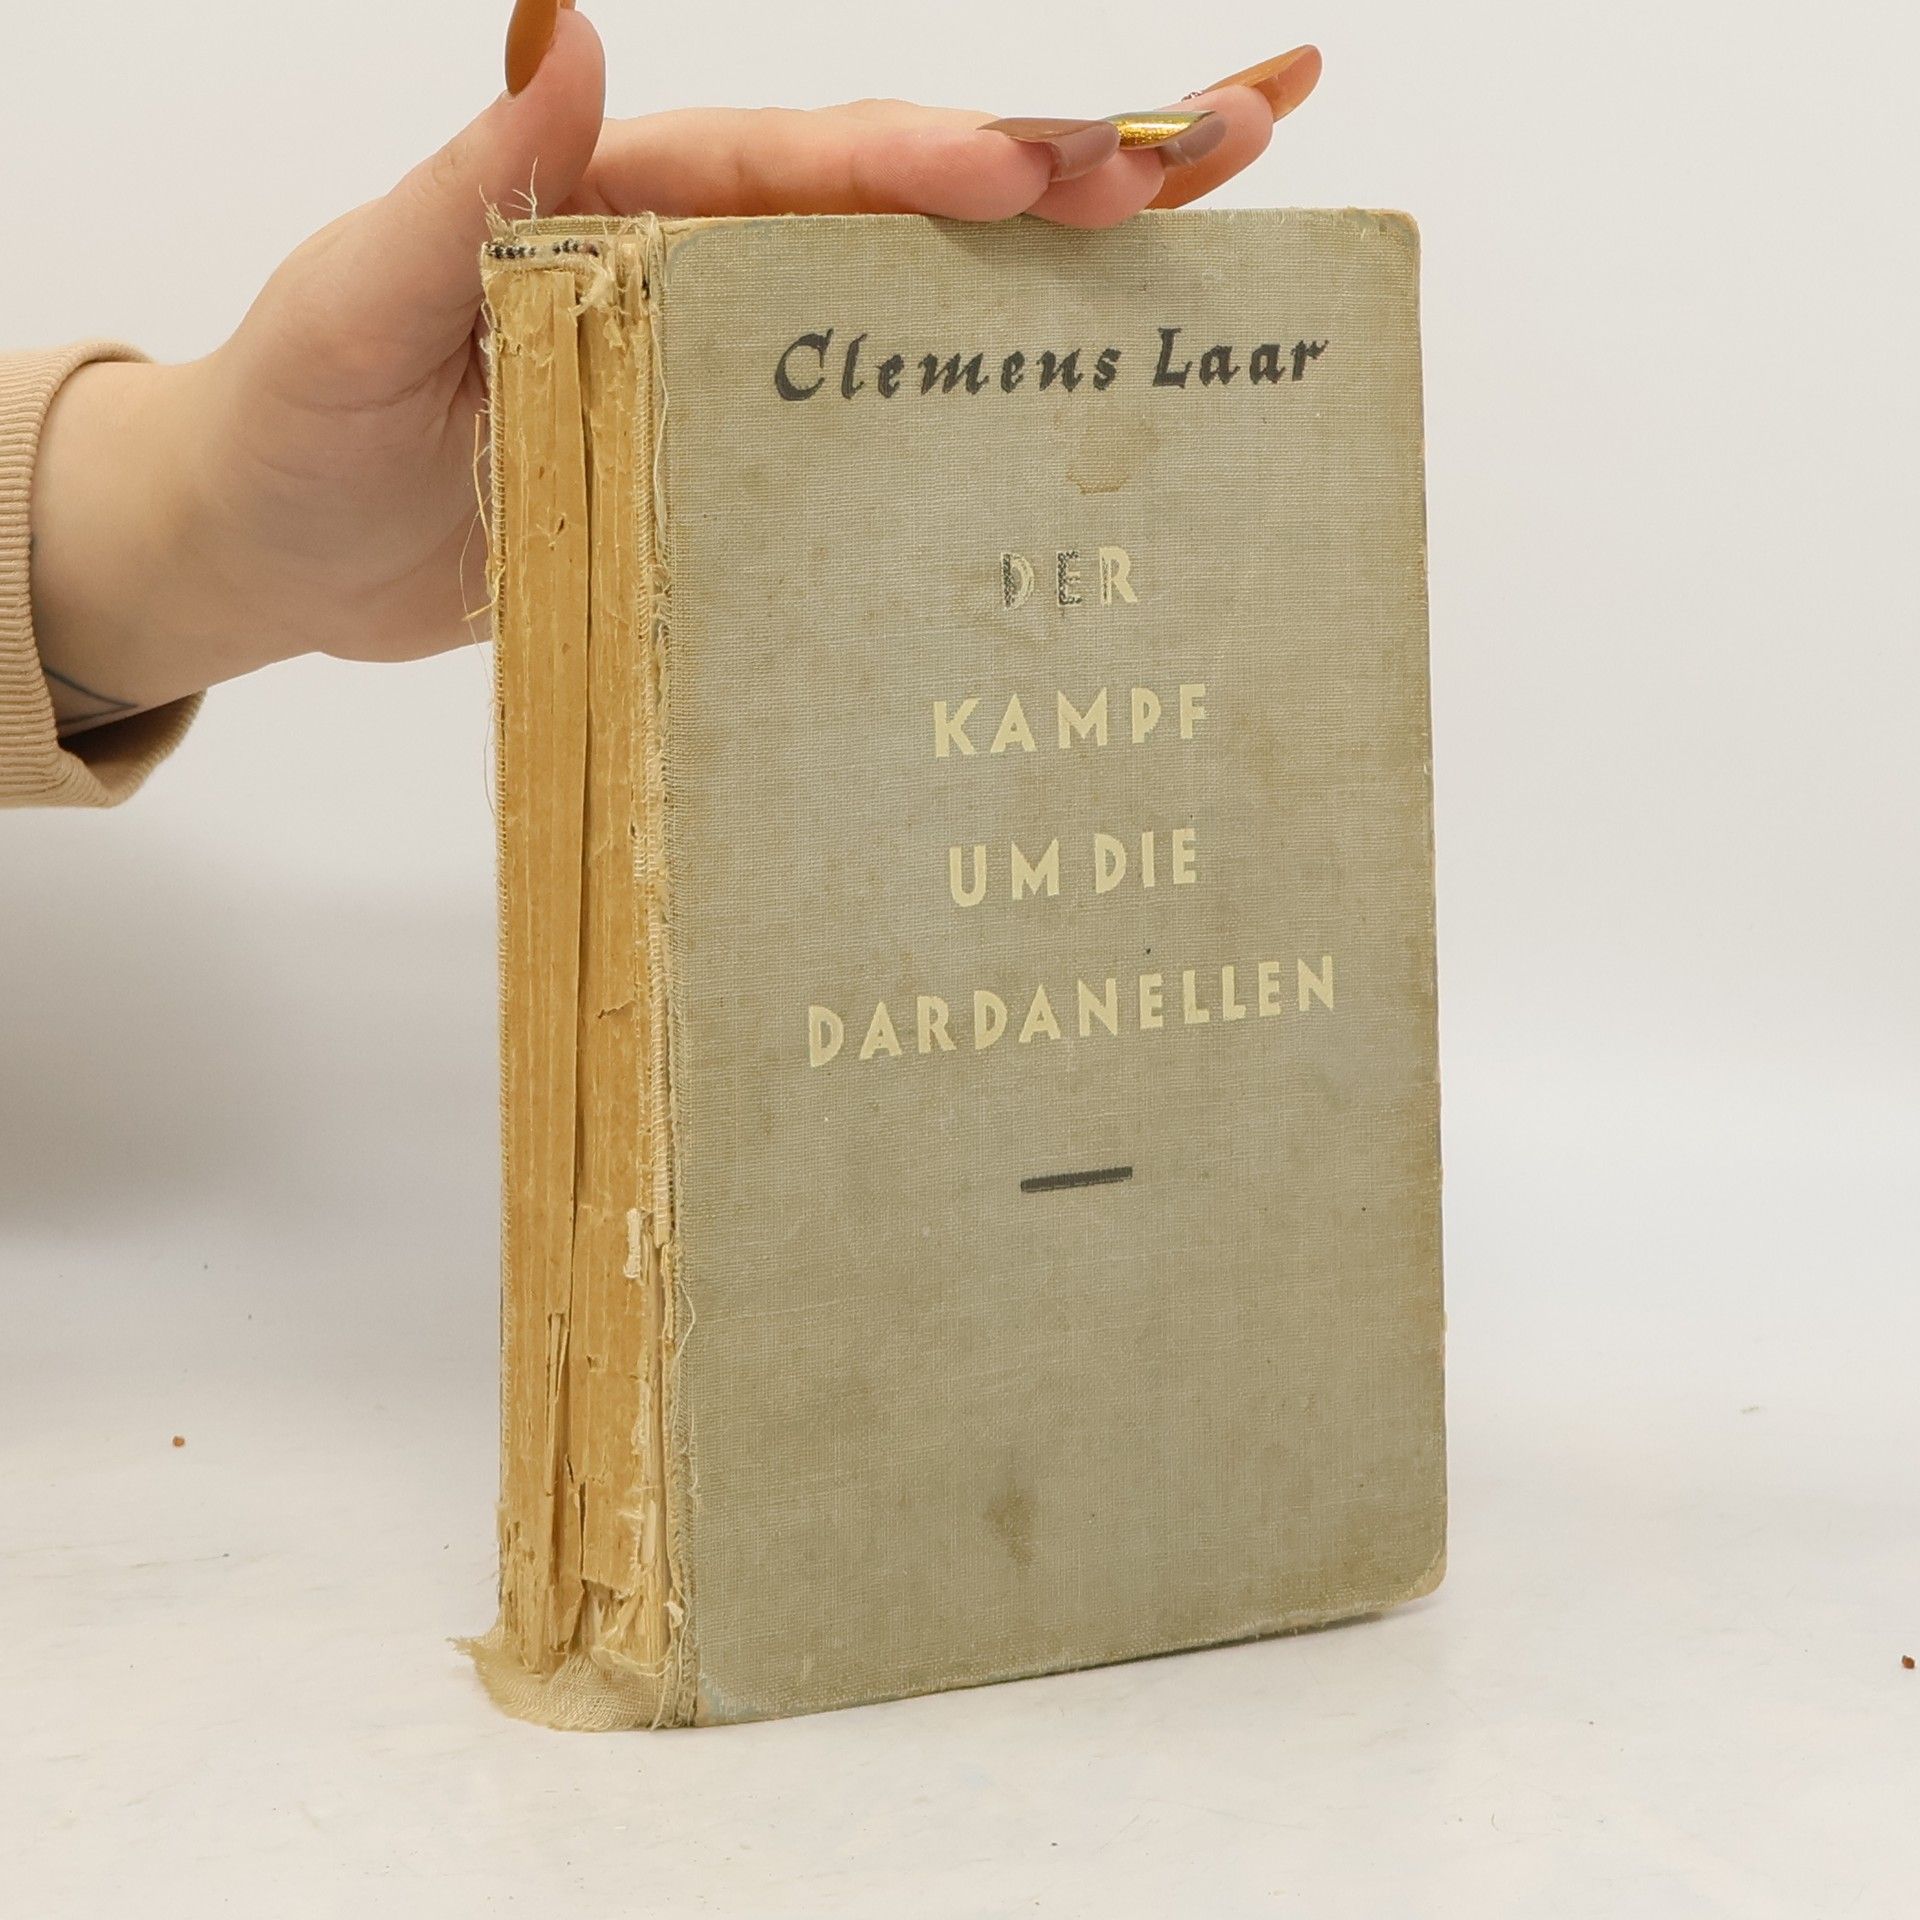 Clemens Laar
DER
KAMPF
UM DIE
DARDANELLEN